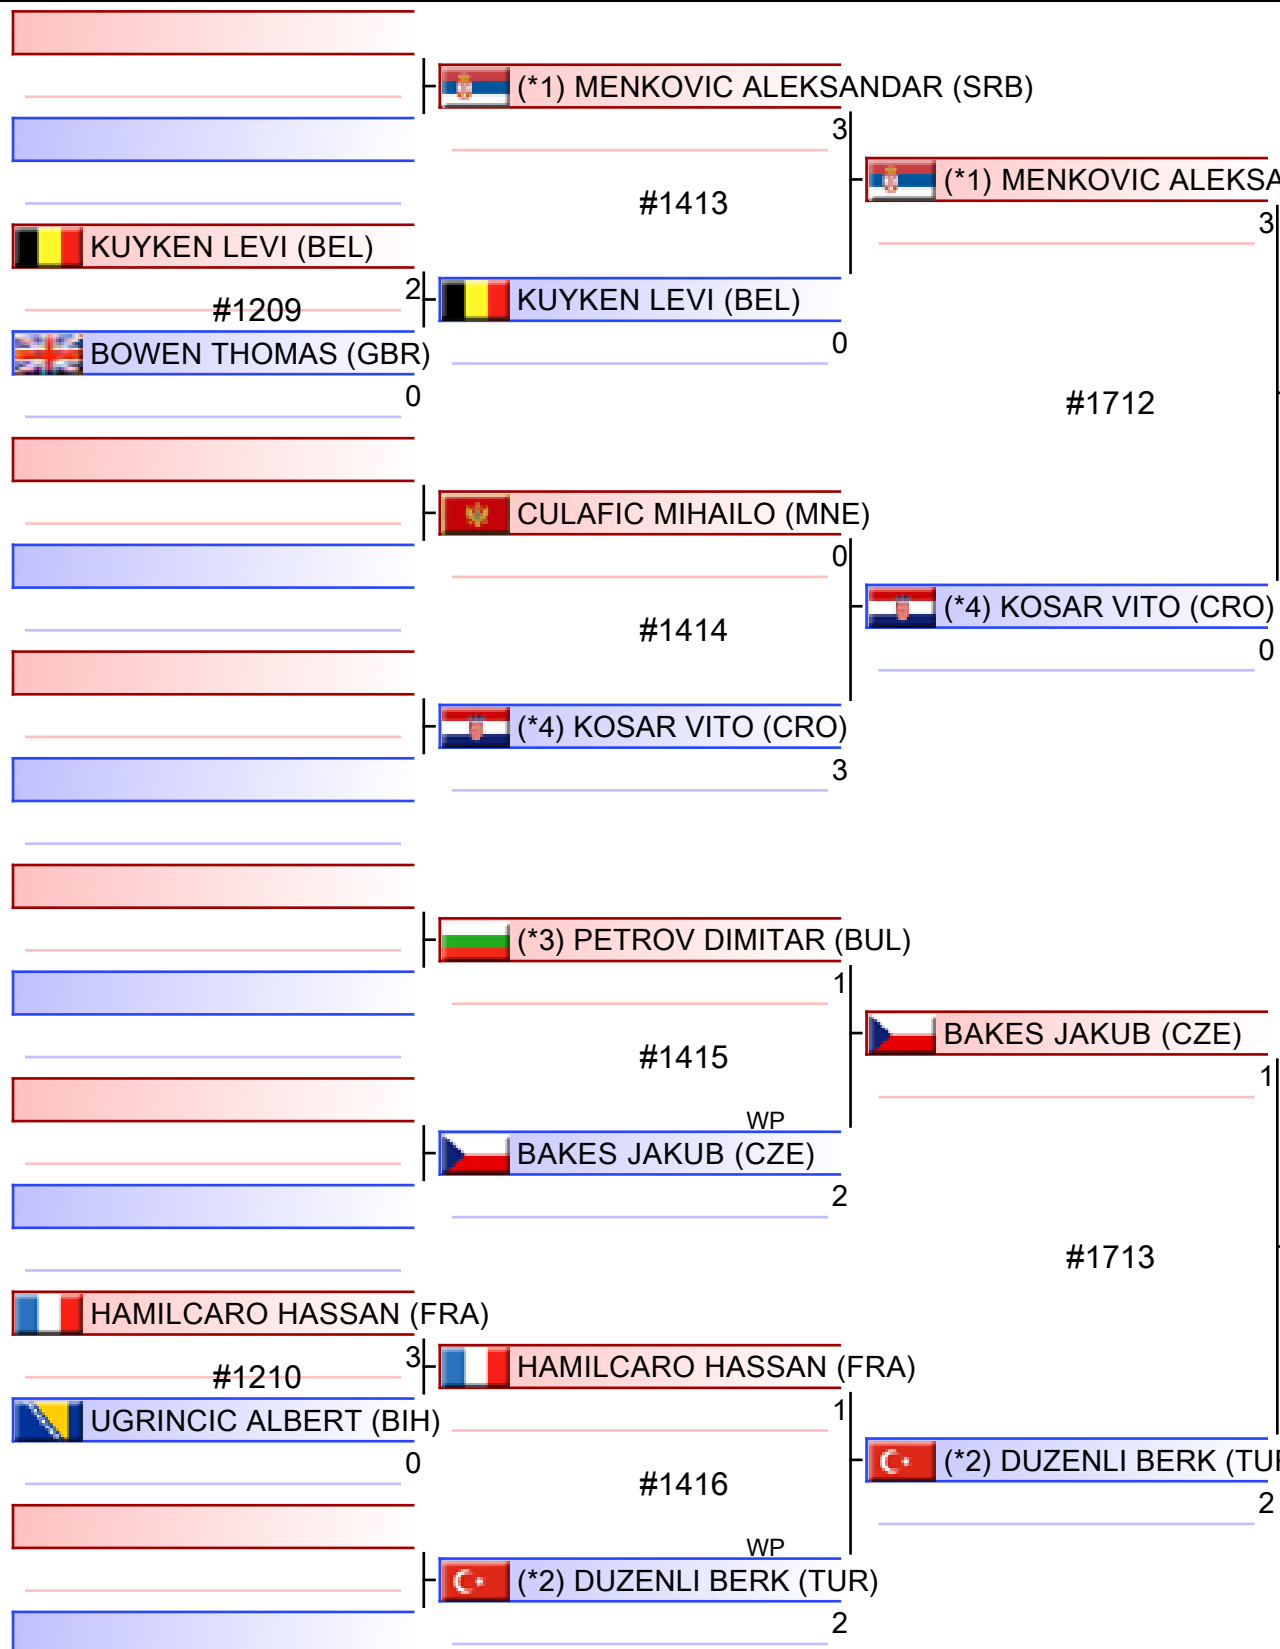 (*1) MENKOVIC ALEKSANDAR (SRB)
3
(*1) MENKOVIC ALEKSA
3
#1413
KUYKEN LEVI (BEL)
2
#1209
KUYKEN LEVI (BEL)
0
BOWEN THOMAS (GBR)
0
#1712
CULAFIC MIHAILO (MNE)
0
(*4) KOSAR VITO (CRO)
0
#1414
(*4) KOSAR VITO (CRO)
3
(*3) PETROV DIMITAR (BUL)
1
BAKES JAKUB (CZE)
1
#1415
WP
BAKES JAKUB (CZE)
2
#1713
HAMILCARO HASSAN (FRA)
3
#1210
HAMILCARO HASSAN (FRA)
1
UGRINCIC ALBERT (BIH)
0
(*2) DUZENLI BERK (TUR
2
#1416
WP
(*2) DUZENLI BERK (TUR)
2